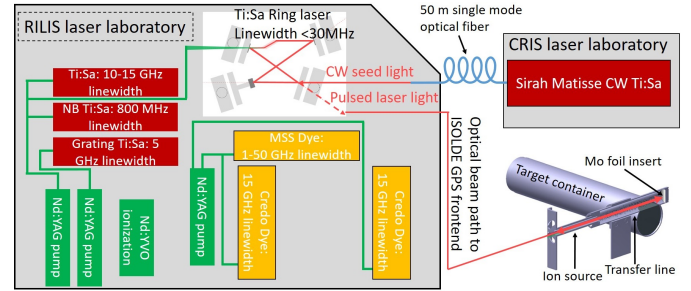 RILIS laser laboratory
Ti:Sa Ring laser
Linewidth <30MHz
50 m single mode
optical fiber
CRIS laser laboratory
Sirah Matisse CW Ti:Sa
CW seed light
Pulsed laser light
Ti:Sa: 10-15 GHz
linewidth
NB Ti:Sa: 800 MHz
linewidth
Grating Ti:Sa: 5
GHz linewidth
MSS Dye:
1-50 GHz linewidth
Nd:YAG pump
Nd:YAG pump
Nd:YVO
ionization
Nd:YAG pump
Credo Dye:
15 GHz linewidth
Credo Dye:
15 GHz linewidth
Optical beam path to
ISOLDE GPS frontend
Mo foil insert
Target container
Ion source
Transfer line